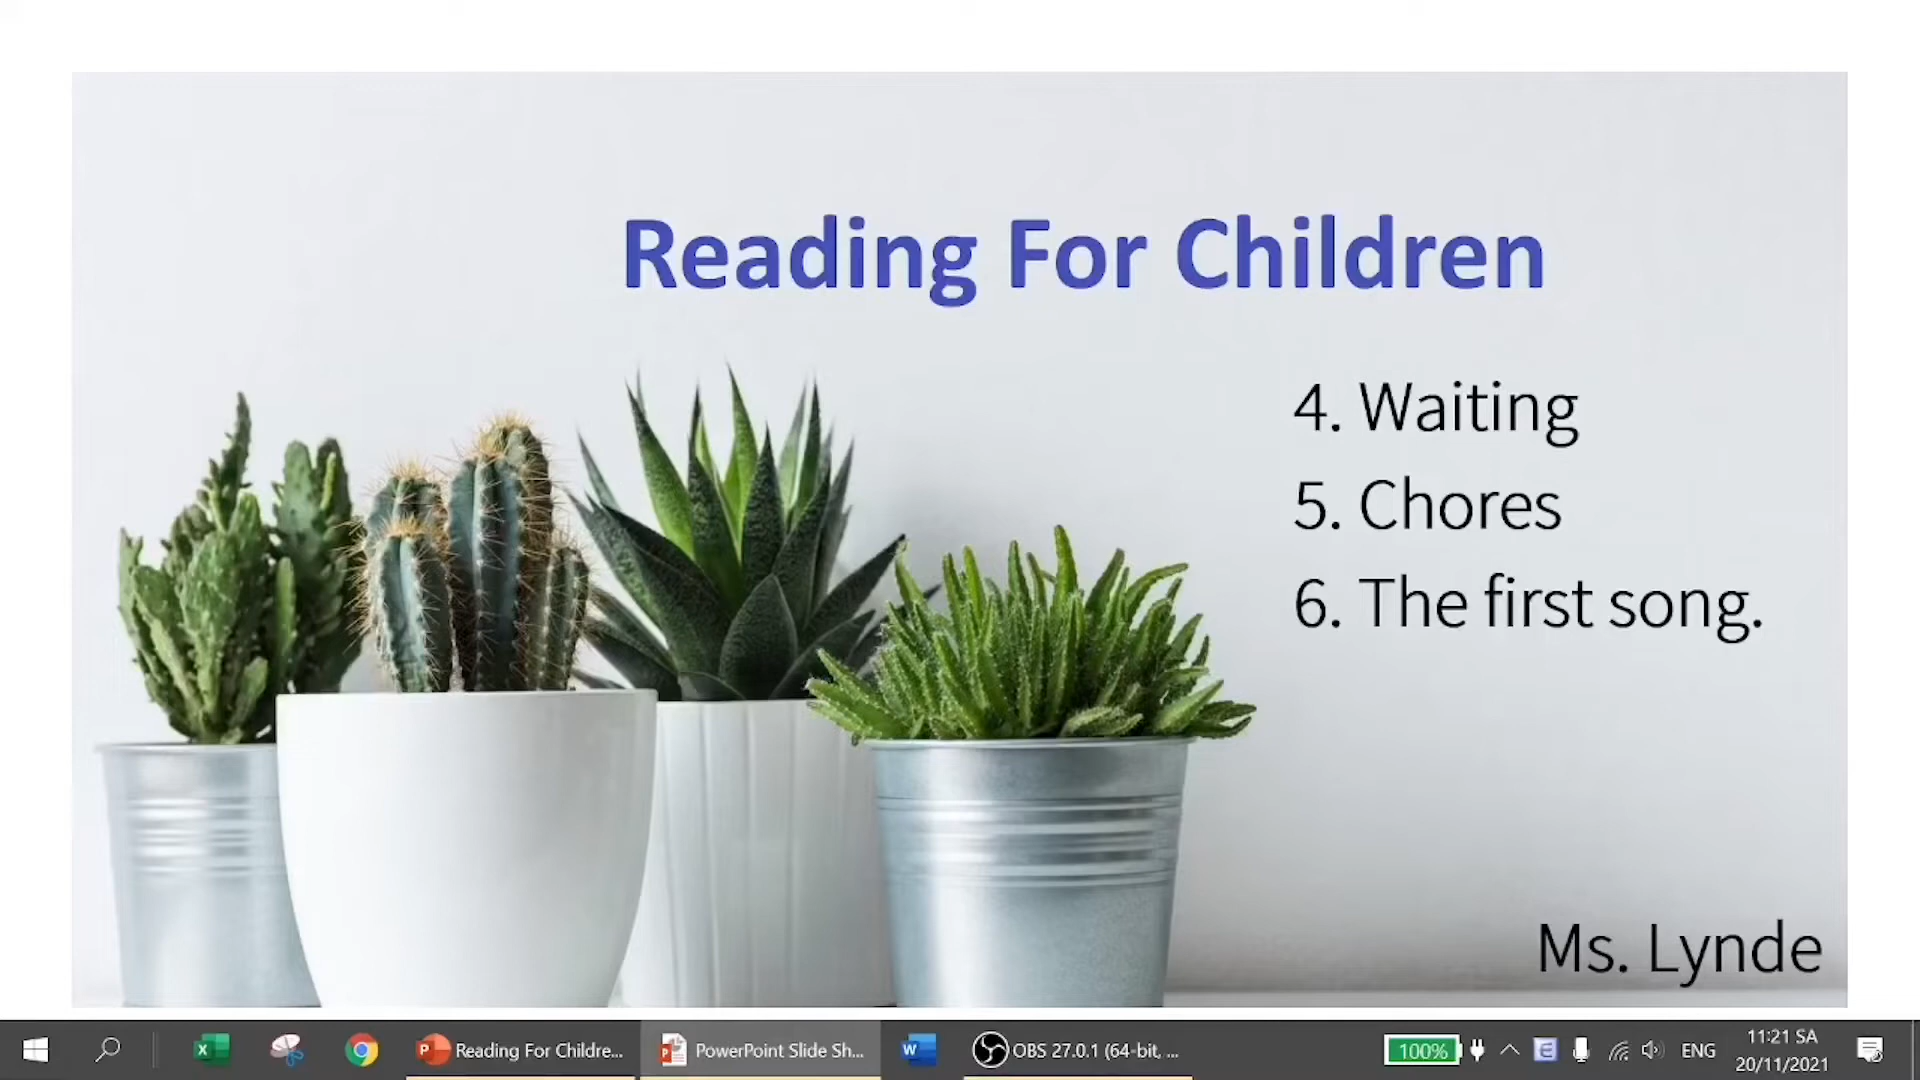 Reading For Children
4. Waiting
5. Chores
6. The first song.
Ms. Lynde
Reading For Childre...
PowerPoint Slide Sh...
OBS 27.0.1 (64-bit, ...
100%
ENG
11:21 SA
20/11/2021